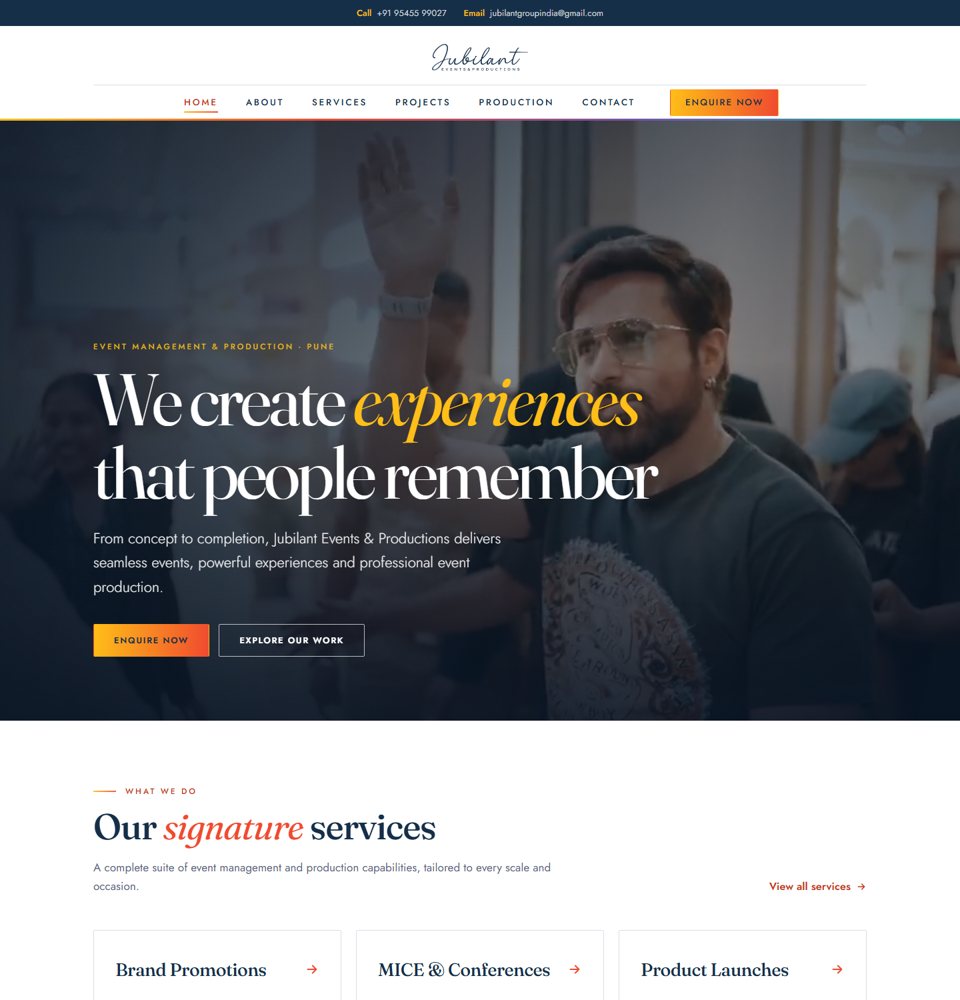 Call +91 95455 99027 Email jubilantgroupindia@gmail.com
Jubilant
EVENTS & PRODUCTIONS
HOME ABOUT SERVICES PROJECTS PRODUCTION CONTACT ENQUIRE NOW
EVENT MANAGEMENT & PRODUCTION · PUNE
We create experiences
that people remember
From concept to completion, Jubilant Events & Productions delivers
seamless events, powerful experiences and professional event
production.
ENQUIRE NOW EXPLORE OUR WORK
WHAT WE DO
Our signature services
A complete suite of event management and production capabilities, tailored to every scale and
occasion.
View all services →
Brand Promotions →
MICE & Conferences →
Product Launches →